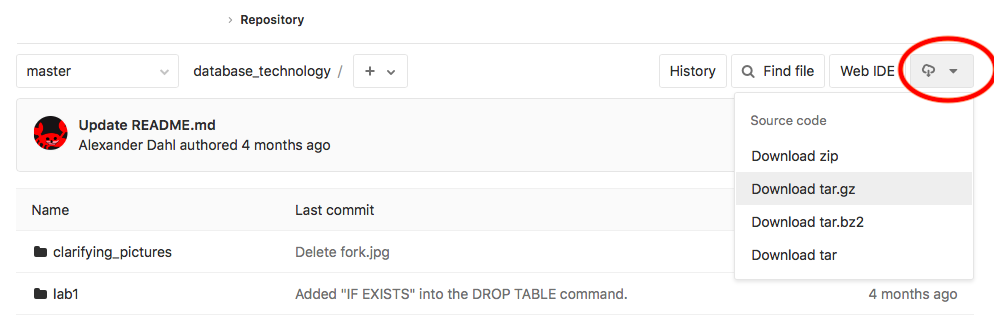 › Repository
master
database_technology / +
History
Find file
Web IDE
Update README.md
Alexander Dahl authored 4 months ago
Source code
Download zip
Download tar.gz
Download tar.bz2
Download tar
Name
Last commit
clarifying_pictures
Delete fork.jpg
lab1
Added "IF EXISTS" into the DROP TABLE command.
4 months ago